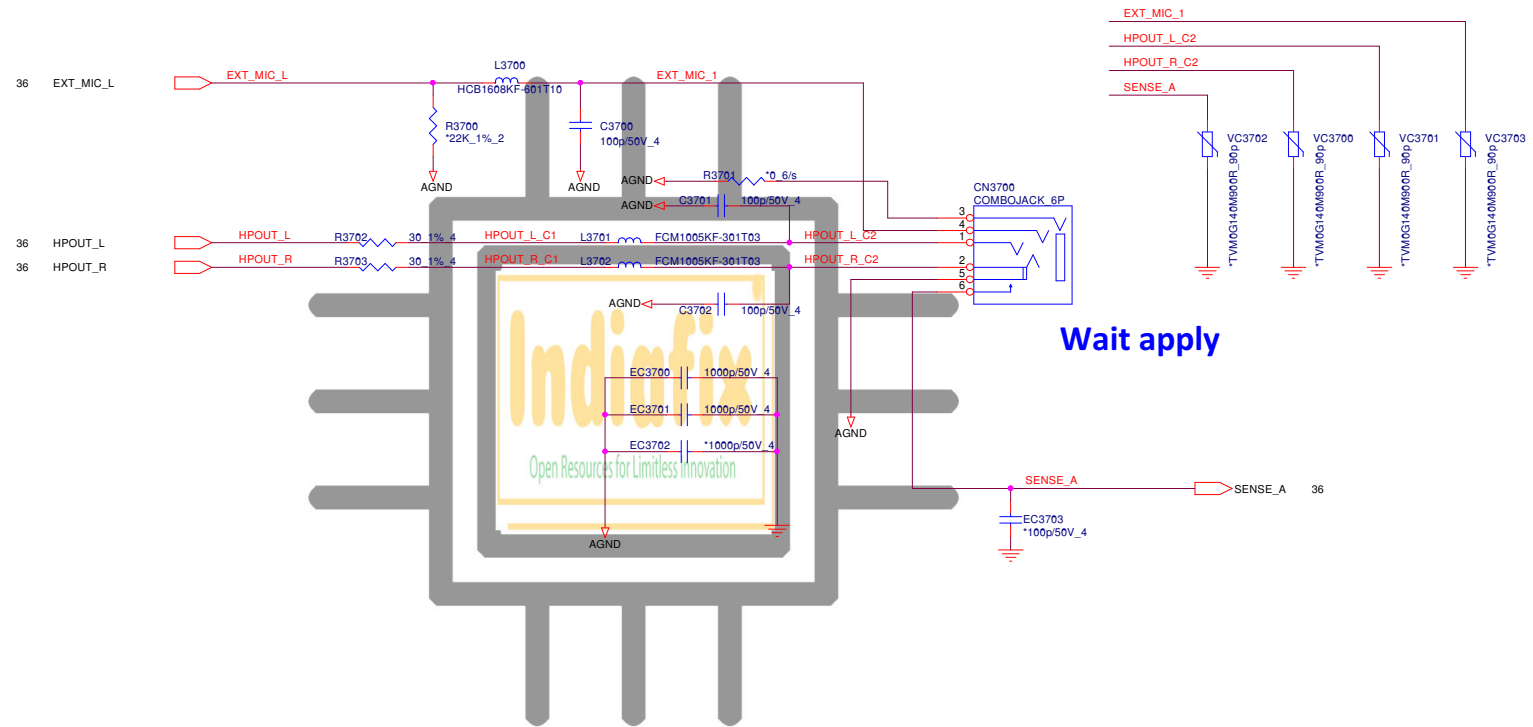 EXT_MIC_1
HPOUT_L_C2
HPOUT_R_C2
SENSE_A
VC3702
*TVM0G140M900R_90p
VC3700
*TVM0G140M900R_90p
VC3701
*TVM0G140M900R_90p
VC3703
*TVM0G140M900R_90p
36 EXT_MIC_L
EXT_MIC_L
L3700
HCB1608KF-601T10
EXT_MIC_1
R3700
*22K_1%_2
C3700
100p/50V_4
AGND
AGND
AGND R3701 *0_6/s
AGND C3701 100p/50V_4
CN3700
COMBOJACK_6P
3
4
1
2
5
6
36 HPOUT_L HPOUT_L R3702 30_1%_4 HPOUT_L_C1 L3701 FCM1005KF-301T03 HPOUT_L_C2
36 HPOUT_R HPOUT_R R3703 30_1%_4 HPOUT_R_C1 L3702 FCM1005KF-301T03 HPOUT_R_C2
AGND C3702 100p/50V_4
Wait apply
Indiafix
Open Resources for Limitless Innovation
EC3700 1000p/50V_4
EC3701 1000p/50V_4
EC3702 *1000p/50V_4
AGND
AGND
SENSE_A
SENSE_A 36
EC3703
*100p/50V_4